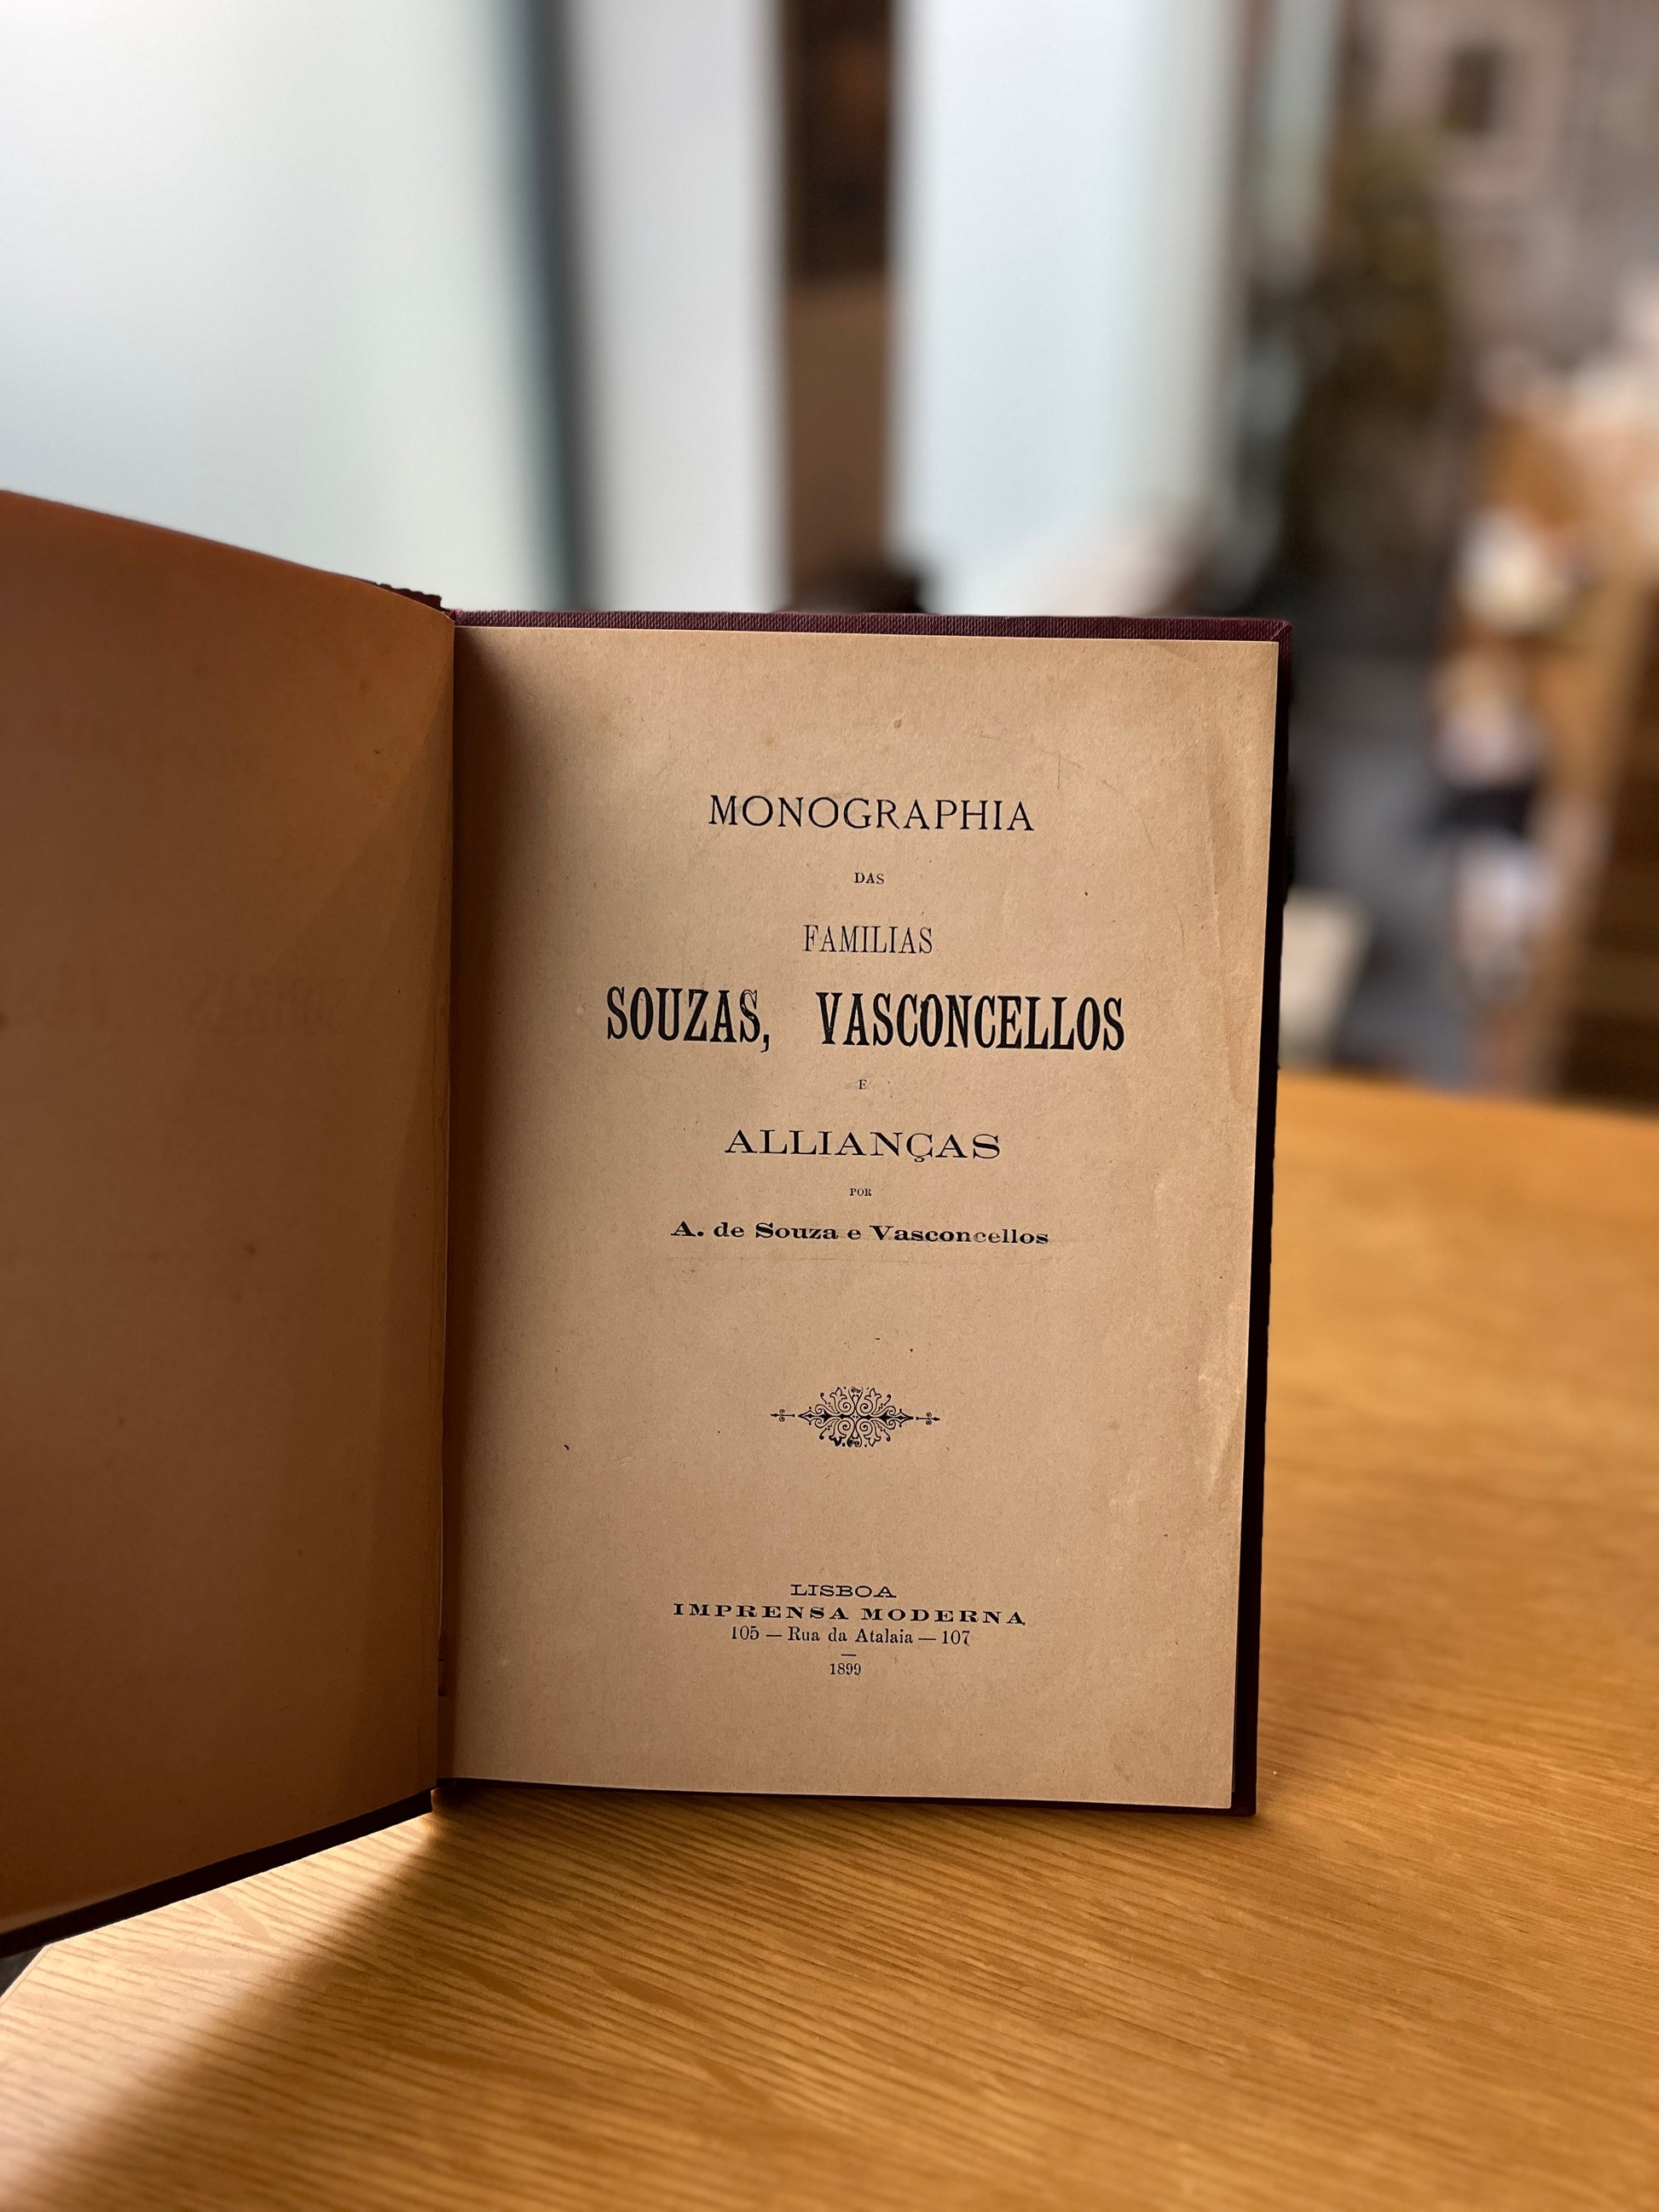 MONOGRAPHIA
DAS
FAMILIAS
SOUZAS, VASCONCELLOS
E
ALLIANÇAS
POR
A. de Souza e Vasconcellos
LISBOA
IMPRENSA MODERNA
105 — Rua da Atalaia — 107
1899